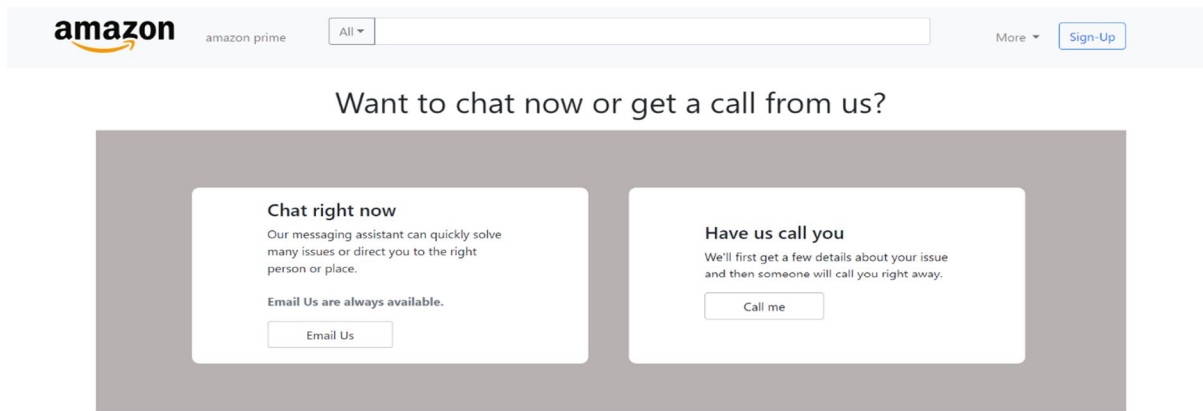 amazon
amazon prime
All
More
Sign-Up
Want to chat now or get a call from us?
Chat right now
Our messaging assistant can quickly solve
many issues or direct you to the right
person or place.
Email Us are always available.
Email Us
Have us call you
We'll first get a few details about your issue
and then someone will call you right away.
Call me